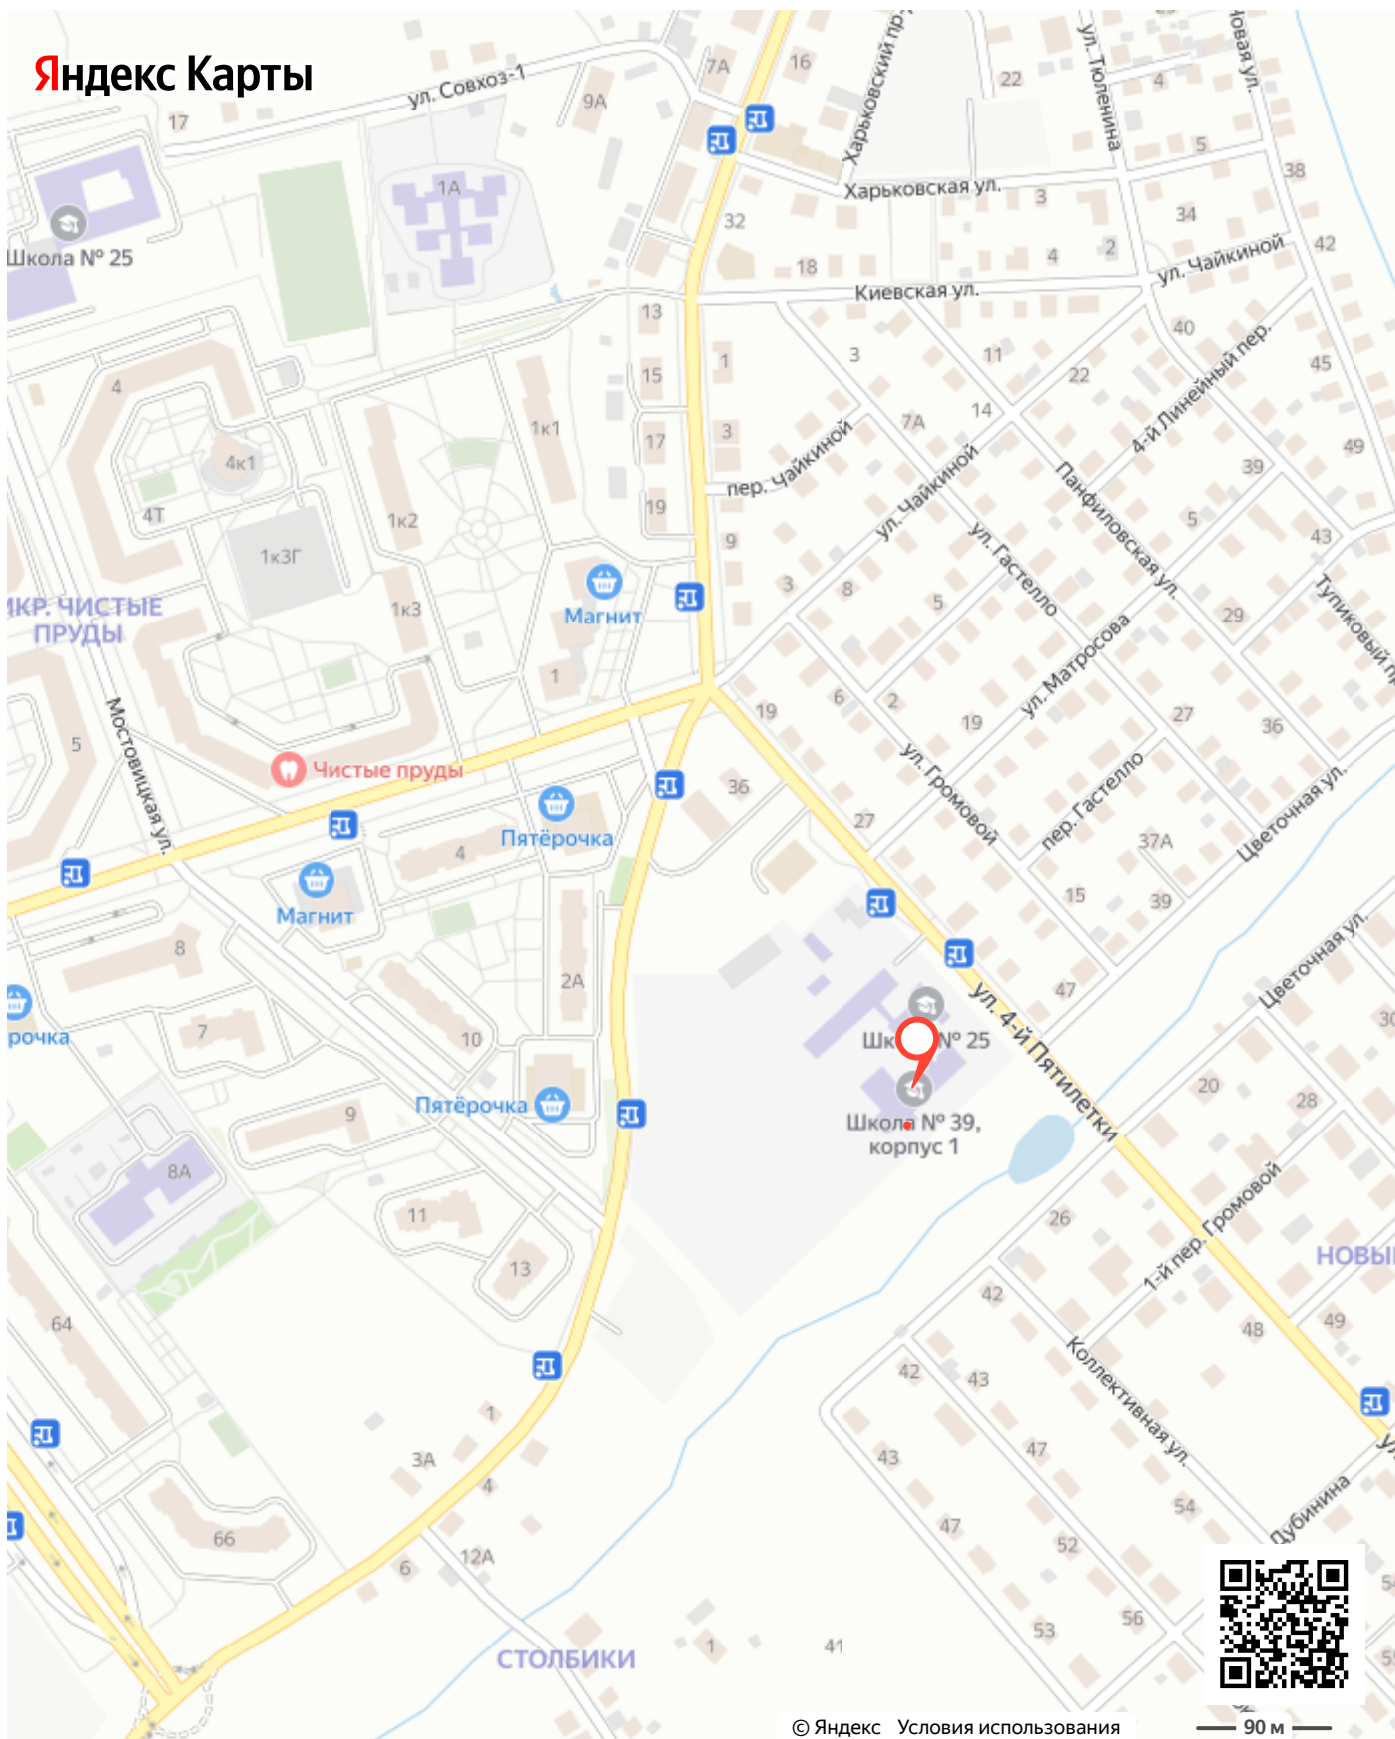 Яндекс Карты
ул. Совхоз-1
17
9А
7А
16
Харьковский пр-
22
ул. Тюленина
4
Новая ул.
5
38
1А
Школа № 25
32
Харьковская ул.
3
34
2
4
42
ул. Чайкиной
18
Киевская ул.
13
40
4-й Линейный пер.
1
3
11
22
45
15
4
14
7А
1к1
17
3
49
пер. Чайкиной
4к1
39
ул. Чайкиной
Панфиловская ул.
4Т
1к2
19
5
43
9
1к3Г
ул. Гастелло
3
8
5
Тупиковый
МКР. ЧИСТЫЕ
ПРУДЫ
1к3
Магнит
29
ул. Матросова
1
6
2
19
19
27
36
Мостовицкая ул.
5
Чистые пруды
36
ул. Громовой
пер. Гастелло
Цветочная ул.
Пятёрочка
27
4
37А
Магнит
15
39
8
2А
47
Цветочная ул.
ул. 4-й Пятилетки
7
10
Школа № 25
30
рочка
20
28
9
Пятёрочка
Школа № 39,
корпус 1
8А
11
26
1-й пер. Громовой
13
НОВЫ
42
64
48
49
42
43
Коллективная ул.
1
3А
43
47
4
54
Дубинина
66
47
52
12А
6
53
56
СТОЛБИКИ
1
41
© Яндекс Условия использования
90 м